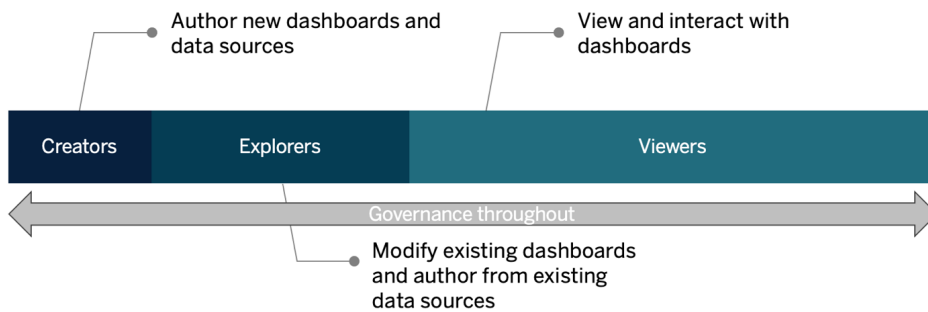 Author new dashboards and
data sources
View and interact with
dashboards
Creators
Explorers
Viewers
Governance throughout
Modify existing dashboards
and author from existing
data sources